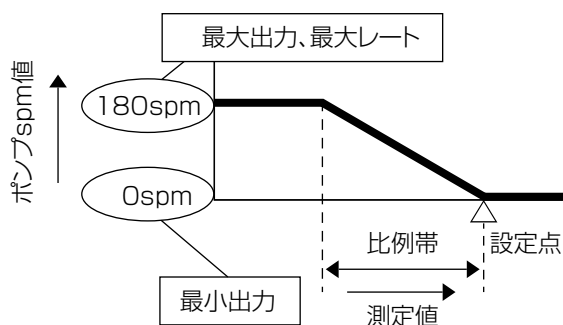 最大出力、最大レート
ポンプspm値
180spm
0spm
最小出力
比例帯
設定点
測定値